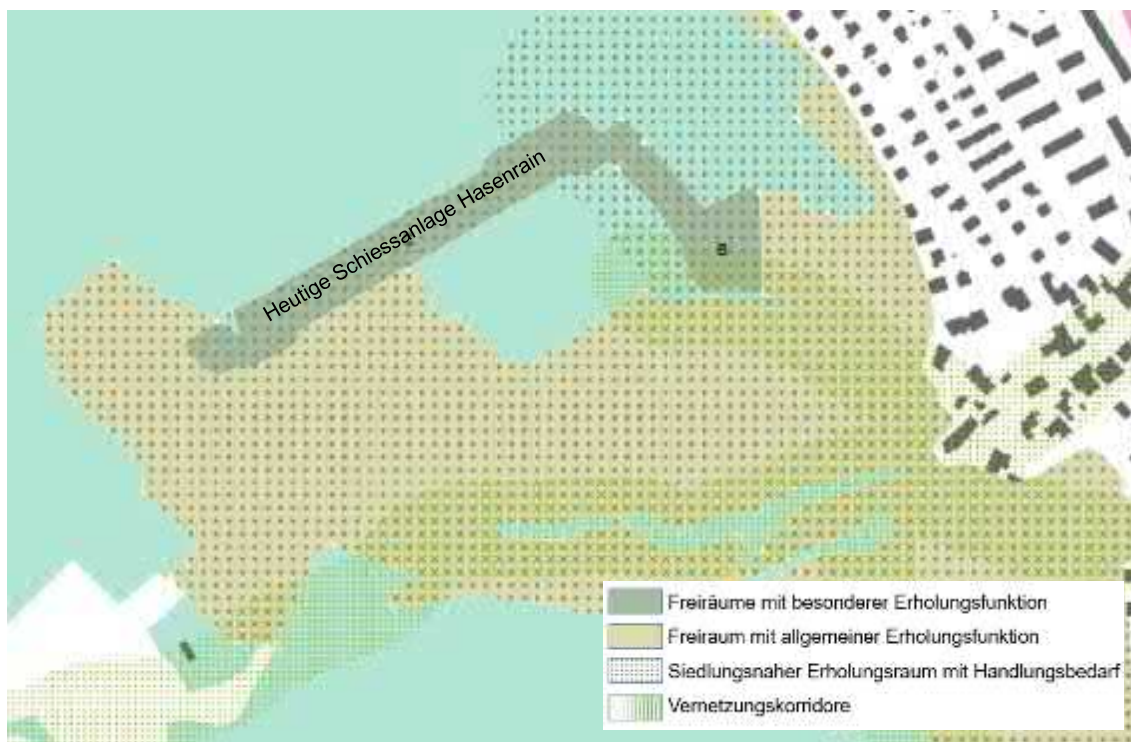 Heutige Schiessanlage Hasenrain
Freiräume mit besonderer Erholungsfunktion
Freiraum mit allgemeiner Erholungsfunktion
Siedlungsnaher Erholungsraum mit Handlungsbedarf
Vernetzungskorridore